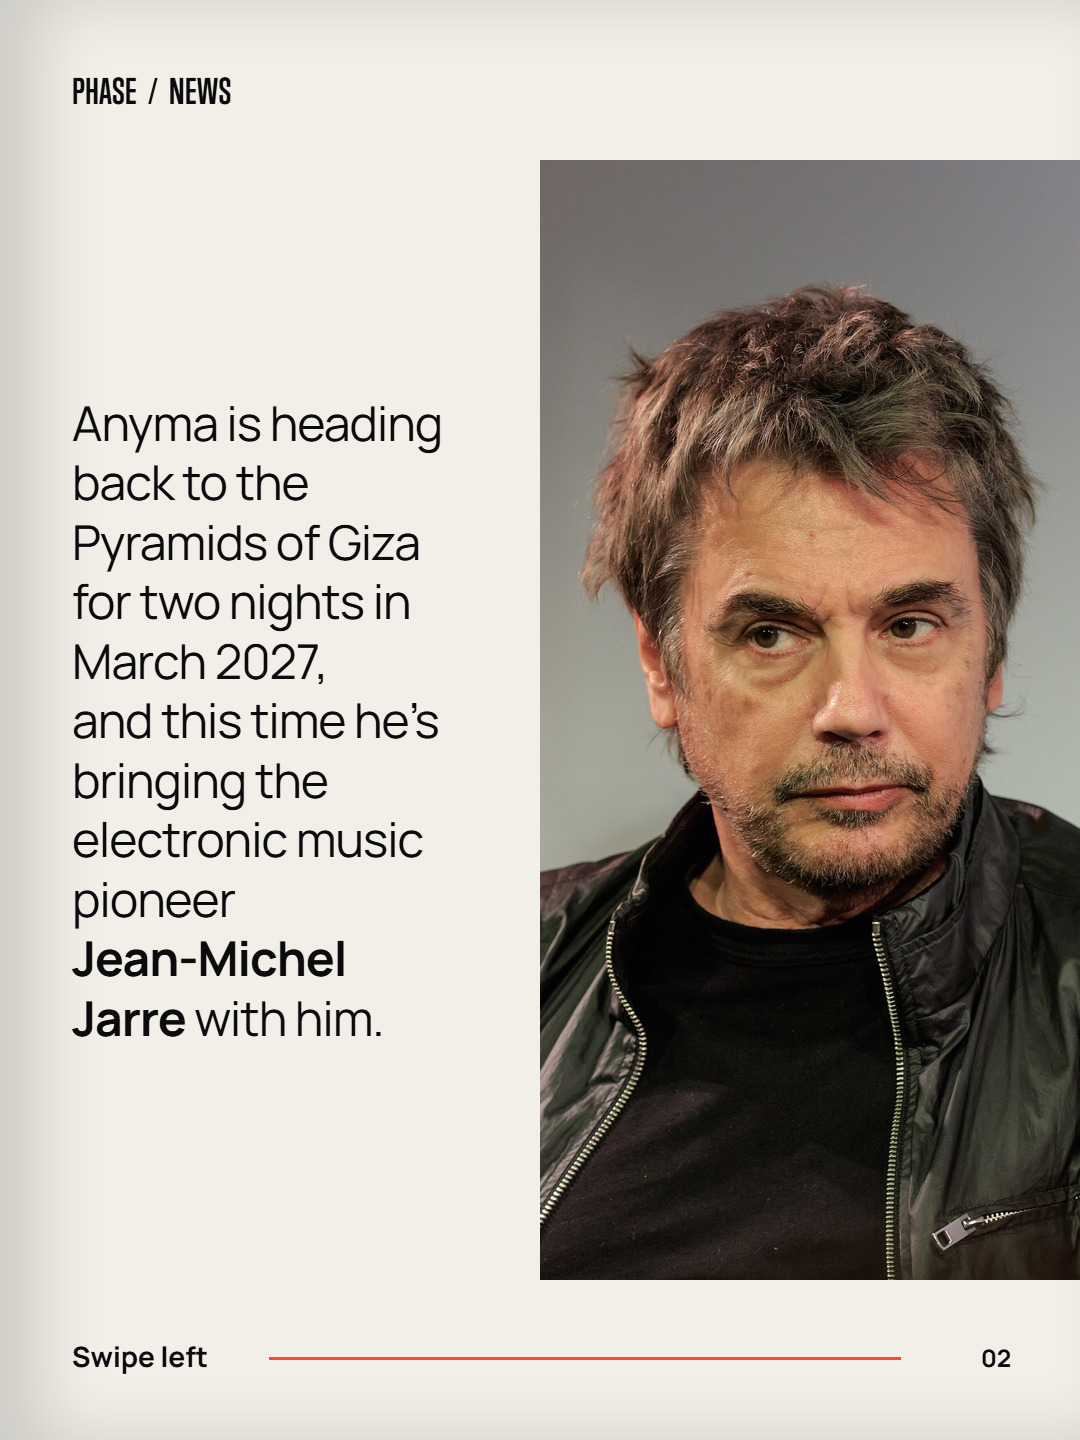 PHASE / NEWS
Anyma is heading
back to the
Pyramids of Giza
for two nights in
March 2027,
and this time he’s
bringing the
electronic music
pioneer
Jean-Michel
Jarre with him.
Swipe left
02